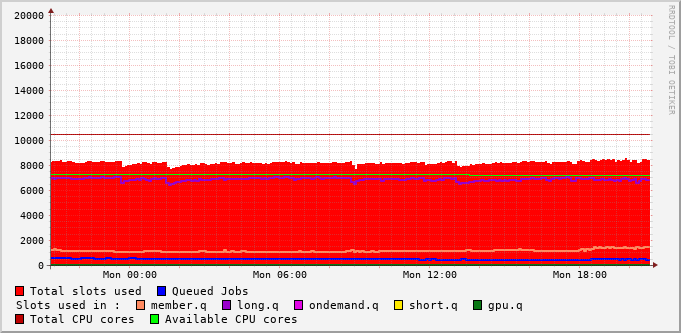 RRDTOOL / TOBI OETIKER
20000
18000
16000
14000
12000
10000
8000
6000
4000
2000
0
Mon 00:00 Mon 06:00 Mon 12:00 Mon 18:00
Total slots used Queued Jobs
Slots used in : member.q long.q ondemand.q short.q gpu.q
Total CPU cores Available CPU cores